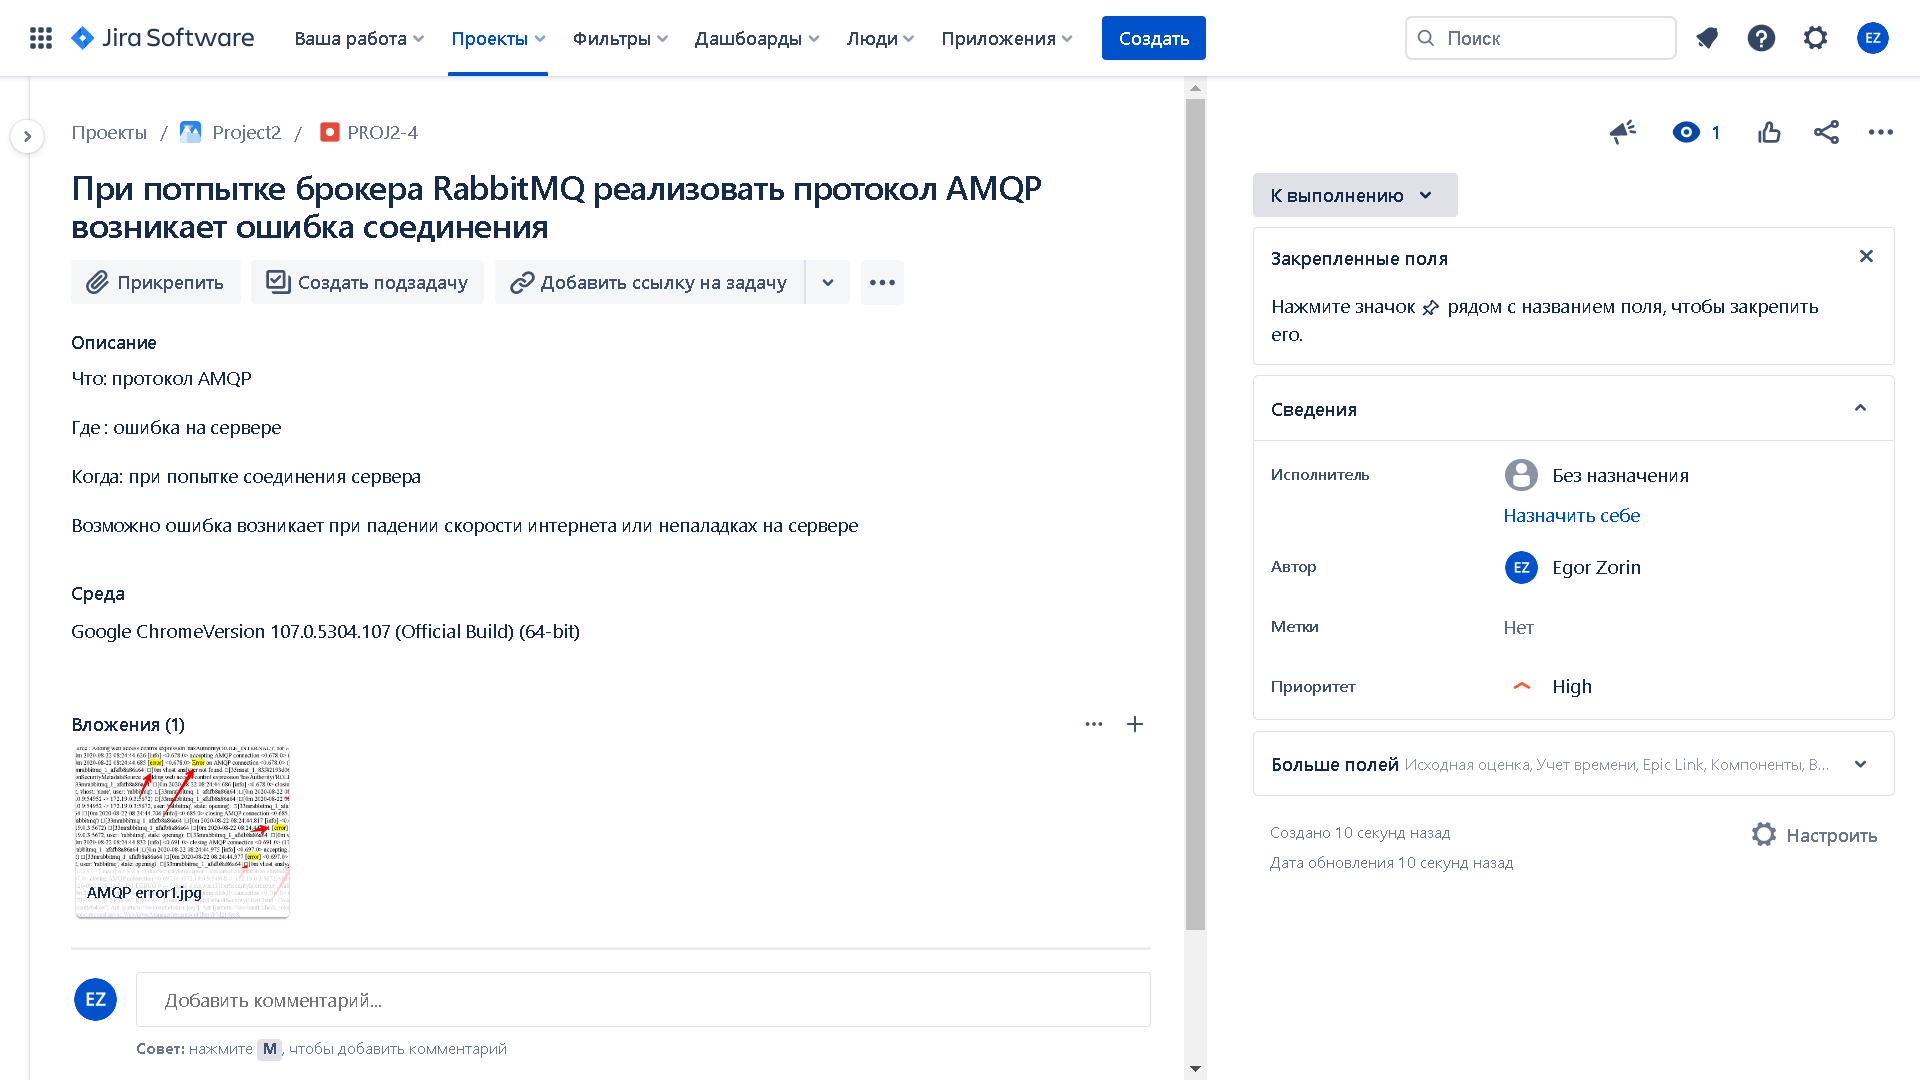 Jira Software
Ваша работа
Проекты
Фильтры
Дашбоарды
Люди
Приложения
Создать
Поиск
EZ
Проекты / Project2 / PROJ2-4
1
При потпытке брокера RabbitMQ реализовать протокол AMQP
возникает ошибка соединения
Прикрепить
Создать подзадачу
Добавить ссылку на задачу
Описание
Что: протокол AMQP
Где : ошибка на сервере
Когда: при попытке соединения сервера
Возможно ошибка возникает при падении скорости интернета или непаладках на сервере
Среда
Google ChromeVersion 107.0.5304.107 (Official Build) (64-bit)
Вложения (1)
AMQP error1.jpg
EZ
Добавить комментарий...
Совет: нажмите M, чтобы добавить комментарий
К выполнению
Закрепленные поля
Нажмите значок рядом с названием поля, чтобы закрепить
его.
Сведения
Исполнитель
Без назначения
Назначить себе
Автор
EZ Egor Zorin
Метки
Нет
Приоритет
High
Больше полей Исходная оценка, Учет времени, Epic Link, Компоненты, В...
Создано 10 секунд назад
Дата обновления 10 секунд назад
Настроить